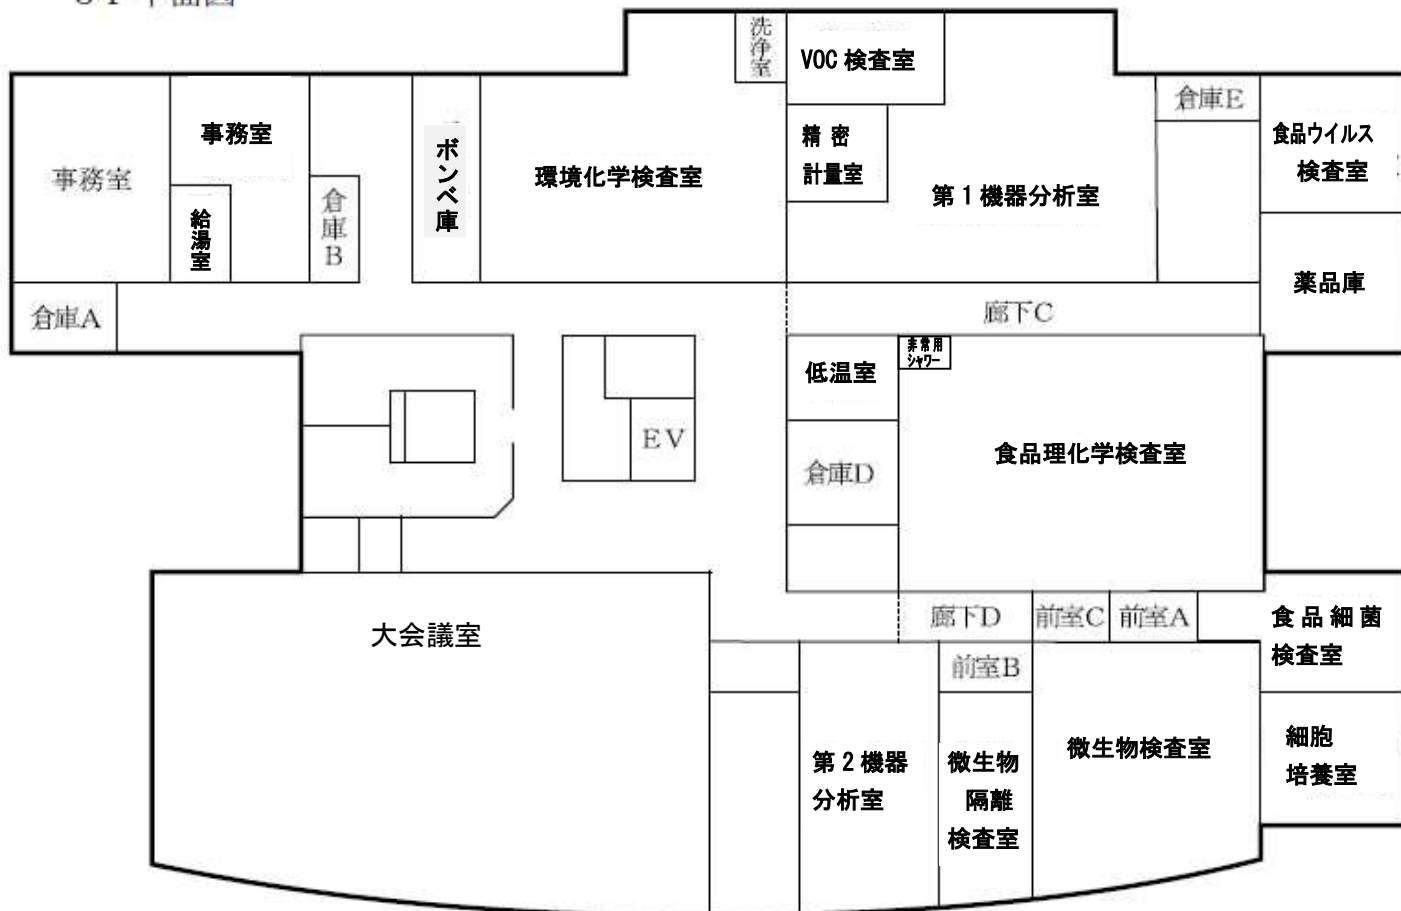 洗浄室
VOC 検査室
倉庫E
事務室
事務室
ボンベ庫
環境化学検査室
精 密
計量室
第1機器分析室
食品ウイルス
検査室
給湯室
倉庫B
薬品庫
倉庫A
廊下C
低温室
非常用
シャワー
EV
倉庫D
食品理化学検査室
大会議室
廊下D
前室C
前室A
食品細菌
検査室
前室B
第2機器
分析室
微生物
隔離
検査室
微生物検査室
細胞
培養室